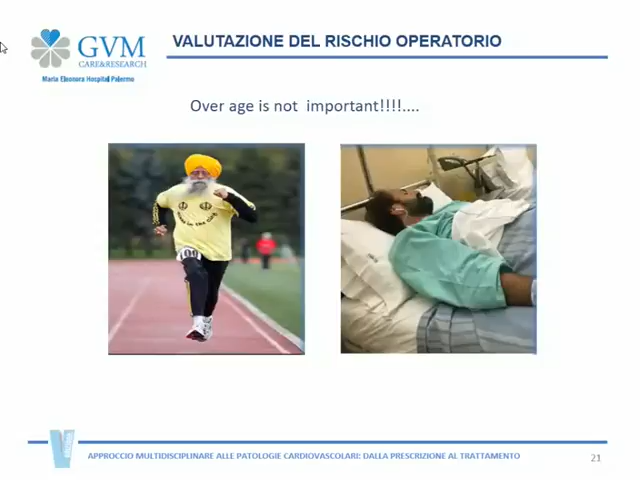 GVM
CARE&RESEARCH
Maria Eleonora Hospital Palermo
VALUTAZIONE DEL RISCHIO OPERATORIO
Over age is not important!!!!....
100
APPROCCIO MULTIDISCIPLINARE ALLE PATOLOGIE CARDIOVASCOLARI: DALLA PRESCRIZIONE AL TRATTAMENTO
21